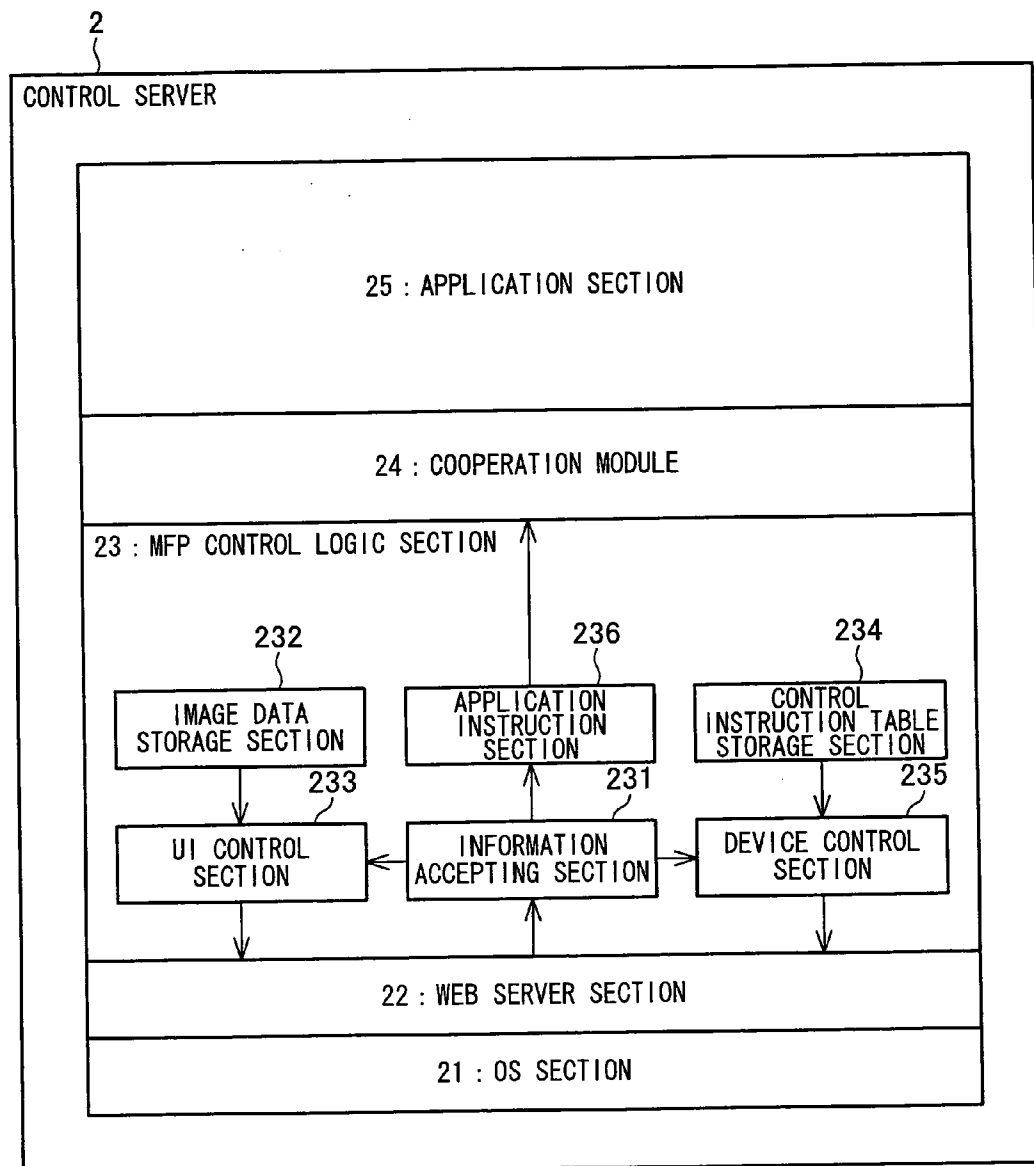 2
CONTROL SERVER
25 : APPLICATION SECTION
24 : COOPERATION MODULE
23 : MFP CONTROL LOGIC SECTION
232
236
234
IMAGE DATA
STORAGE SECTION
APPLICATION
INSTRUCTION
SECTION
CONTROL
INSTRUCTION TABLE
STORAGE SECTION
233
231
235
UI CONTROL
SECTION
INFORMATION
ACCEPTING SECTION
DEVICE CONTROL
SECTION
22 : WEB SERVER SECTION
21 : OS SECTION